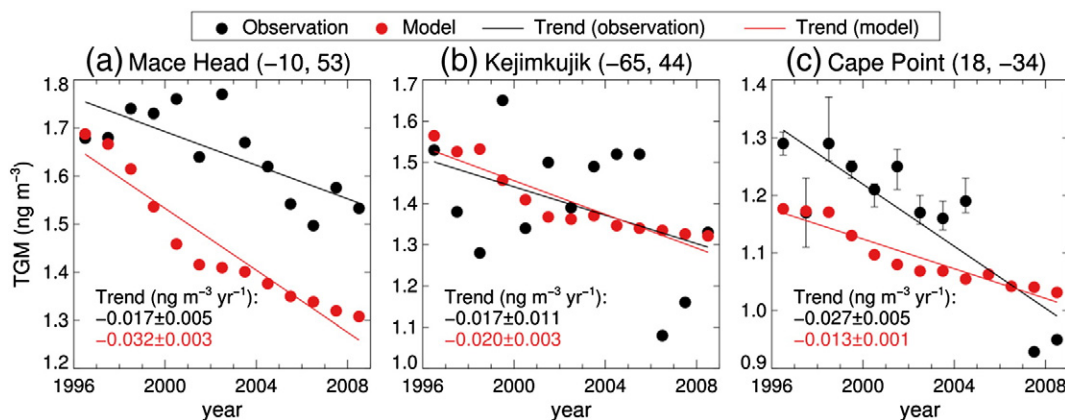 Observation Model Trend (observation) Trend (model)
(a) Mace Head (−10, 53)
(b) Kejimkujik (−65, 44)
(c) Cape Point (18, −34)
TGM (ng m⁻³)
1.8
1.7
1.6
1.5
1.4
1.3
1.2
Trend (ng m⁻³ yr⁻¹):
−0.017±0.005
−0.032±0.003
1996 2000 2004 2008
year
1.7
1.6
1.5
1.4
1.3
1.2
1.1
1.0
Trend (ng m⁻³ yr⁻¹):
−0.017±0.011
−0.020±0.003
1996 2000 2004 2008
year
1.4
1.3
1.2
1.1
1.0
0.9
Trend (ng m⁻³ yr⁻¹):
−0.027±0.005
−0.013±0.001
1996 2000 2004 2008
year